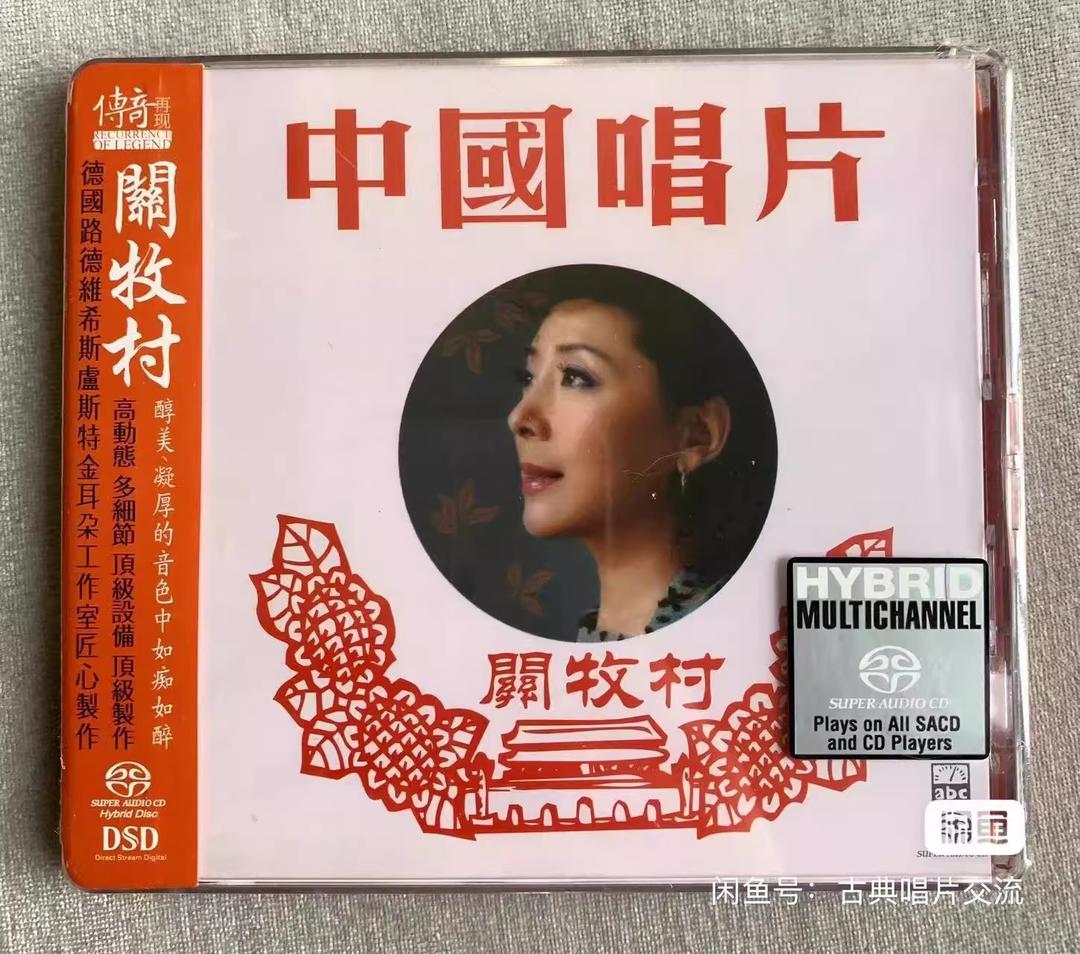 傳奇再现
RECURRENCE
OF LEGEND
關牧村
德國路德維希斯盧斯特金耳朵工作室匠心製作
高動態 多細節 頂級設備 頂級製作
醇美、凝厚的音色中如痴如醉
SUPER AUDIO CD
Hybrid Disc
DSD
Direct Stream Digital
中國唱片
關牧村
HYBRID
MULTICHANNEL
SUPER AUDIO CD
Plays on All SACD
and CD Players
abc
闲鱼
闲鱼号：古典唱片交流